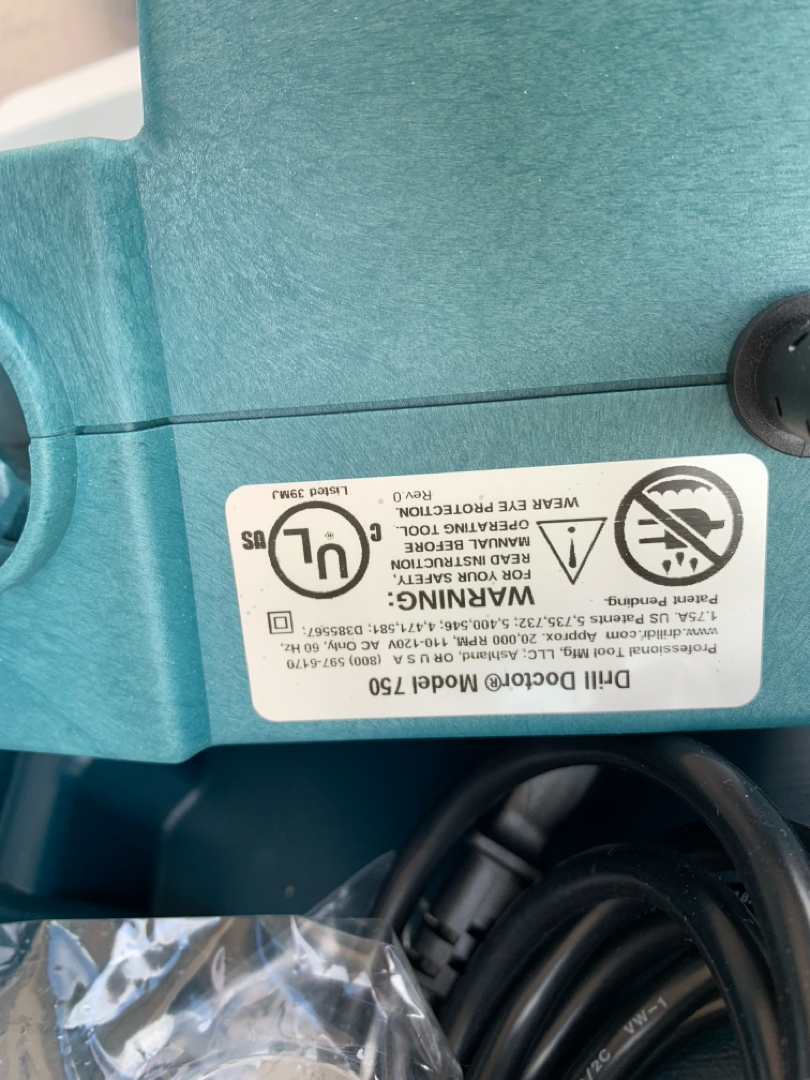 Drill Doctor® Model 750
Professional Tool Mfg, LLC; Ashland, OR U S A (800) 597-6170
www.drilldr.com Approx. 20,000 RPM, 110-120V AC Only, 60 Hz,
1.75A. US Patents 5,735,732; 5,400,546; 4,471,581; D385567;
Patent Pending.
WARNING:
FOR YOUR SAFETY,
READ INSTRUCTION
MANUAL BEFORE
OPERATING TOOL.
WEAR EYE PROTECTION.
Rev.0
C UL® US
Listed 39MJ
/2C VW-1